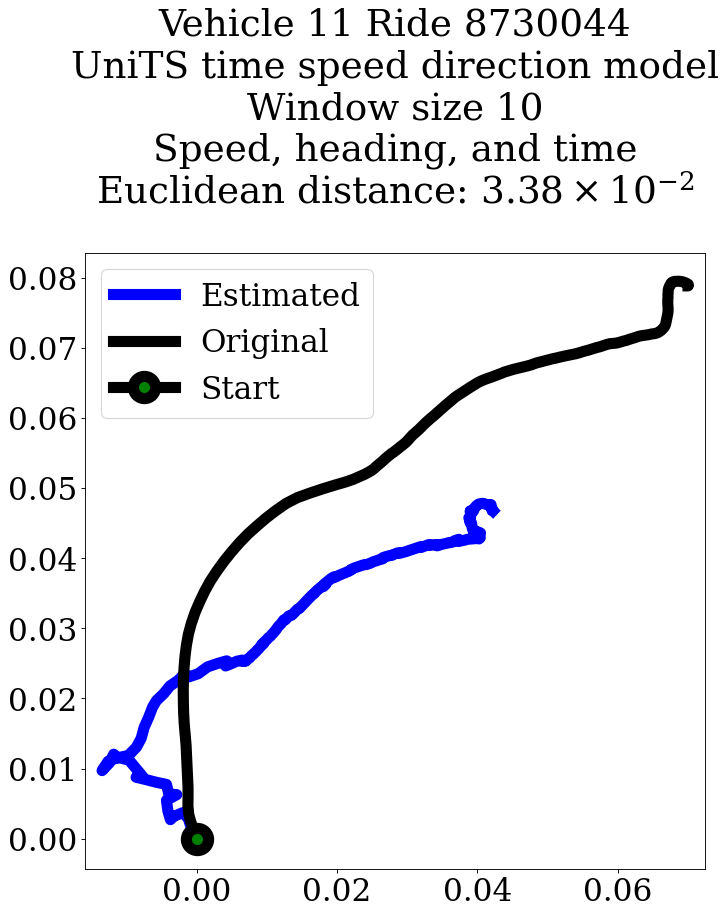 Vehicle 11 Ride 8730044
UniTS time speed direction model
Window size 10
Speed, heading, and time
Euclidean distance: 3.38 × 10⁻²
Estimated
Original
Start
0.08
0.07
0.06
0.05
0.04
0.03
0.02
0.01
0.00
0.00 0.02 0.04 0.06